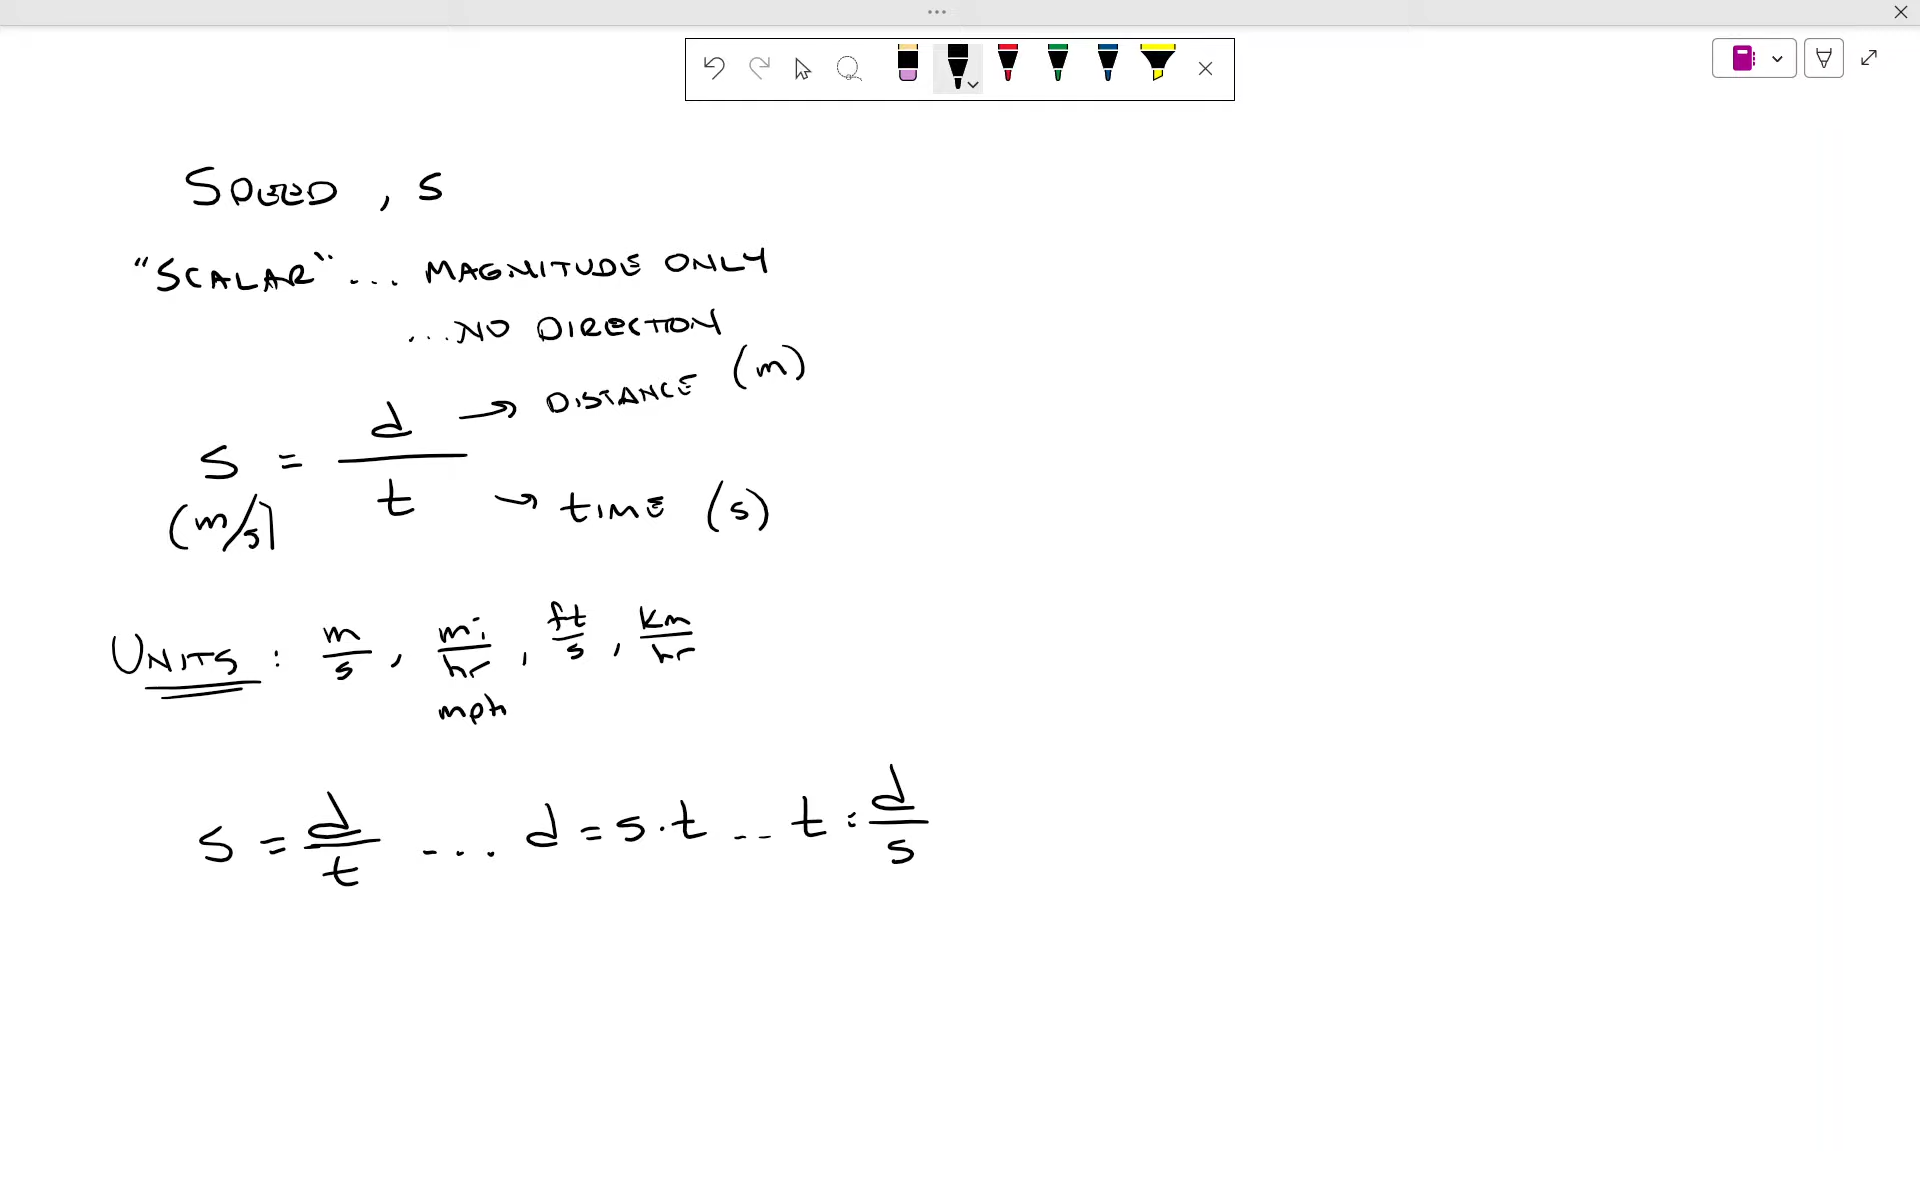 SPEED , s
"SCALAR" ... MAGNITUDE ONLY
... NO DIRECTION
s = d/t
d → DISTANCE (m)
t → TIME (s)
(m/s)
UNITS : m/s , mi/hr , ft/s , km/hr
mph
s = d/t .... d = s·t -- t = d/s